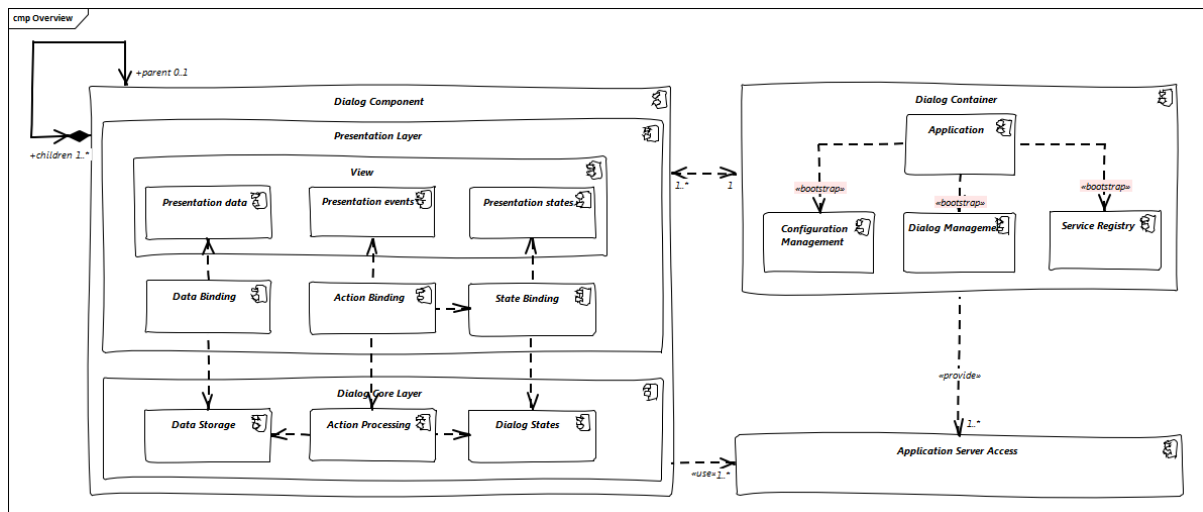 cmp Overview
+parent 0..1
+children 1..*
Dialog Component
Presentation Layer
View
Presentation data
Presentation events
Presentation states
Data Binding
Action Binding
State Binding
Dialog Core Layer
Data Storage
Action Processing
Dialog States
1..*
1
Dialog Container
Application
«bootstrap»
«bootstrap»
«bootstrap»
Configuration
Management
Dialog Management
Service Registry
«provide»
1..*
«use»
1..*
Application Server Access